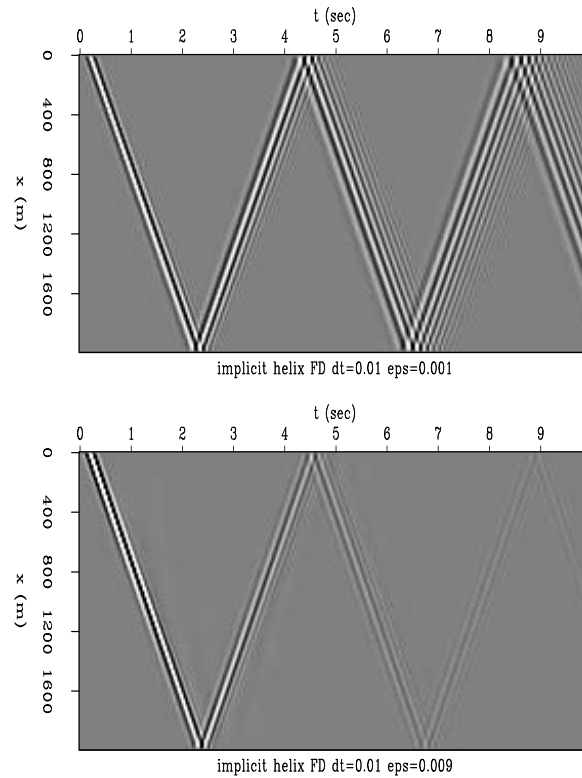 t (sec)
0 1 2 3 4 5 6 7 8 9
0
400
800
1200
1600
x (m)
implicit helix FD dt=0.01 eps=0.001
t (sec)
0 1 2 3 4 5 6 7 8 9
0
400
800
1200
1600
x (m)
implicit helix FD dt=0.01 eps=0.009